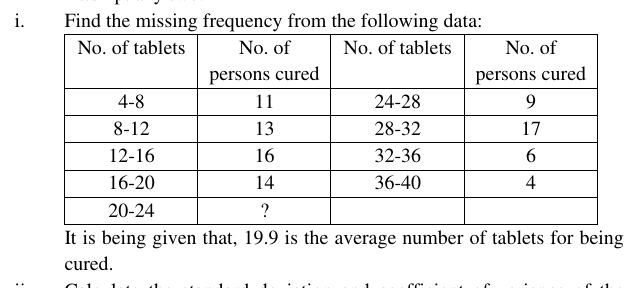 i. Find the missing frequency from the following data:
No. of tablets No. of persons cured No. of tablets No. of persons cured
4-8 11 24-28 9
8-12 13 28-32 17
12-16 16 32-36 6
16-20 14 36-40 4
20-24 ?
It is being given that, 19.9 is the average number of tablets for being
cured.